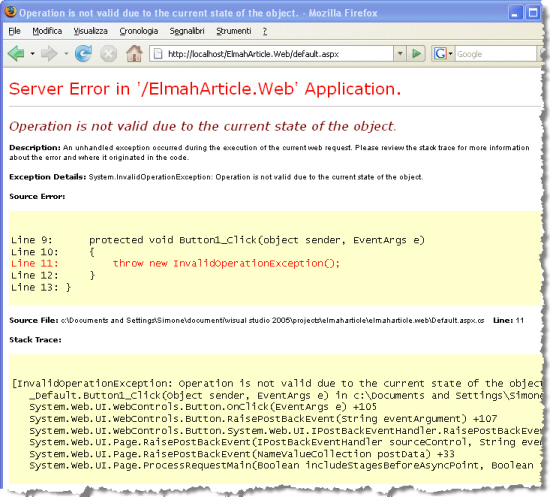 Operation is not valid due to the current state of the object. - Mozilla Firefox
File Modifica Visualizza Cronologia Segnalibri Strumenti ?
http://localhost/ElmahArticle.Web/default.aspx Google
Server Error in '/ElmahArticle.Web' Application.
Operation is not valid due to the current state of the object.
Description: An unhandled exception occurred during the execution of the current web request. Please review the stack trace for more information
about the error and where it originated in the code.
Exception Details: System.InvalidOperationException: Operation is not valid due to the current state of the object.
Source Error:
Line 9: protected void Button1_Click(object sender, EventArgs e)
Line 10: {
Line 11: throw new InvalidOperationException();
Line 12: }
Line 13: }
Source File: c:\Documents and Settings\Simone\documenti\visual studio 2005\projects\elmaharticle\elmaharticle.web\Default.aspx.cs Line: 11
Stack Trace:
[InvalidOperationException: Operation is not valid due to the current state of the object
_Default.Button1_Click(Object sender, EventArgs e) in c:\Documents and Settings\Simone
System.Web.UI.WebControls.Button.OnClick(EventArgs e) +105
System.Web.UI.WebControls.Button.RaisePostBackEvent(String eventArgument) +107
System.Web.UI.WebControls.Button.System.Web.UI.IPostBackEventHandler.RaisePostBackEven
System.Web.UI.Page.RaisePostBackEvent(IPostBackEventHandler sourceControl, String even
System.Web.UI.Page.RaisePostBackEvent(NameValueCollection postData) +33
System.Web.UI.Page.ProcessRequestMain(Boolean includeStagesBeforeAsyncPoint, Boolean